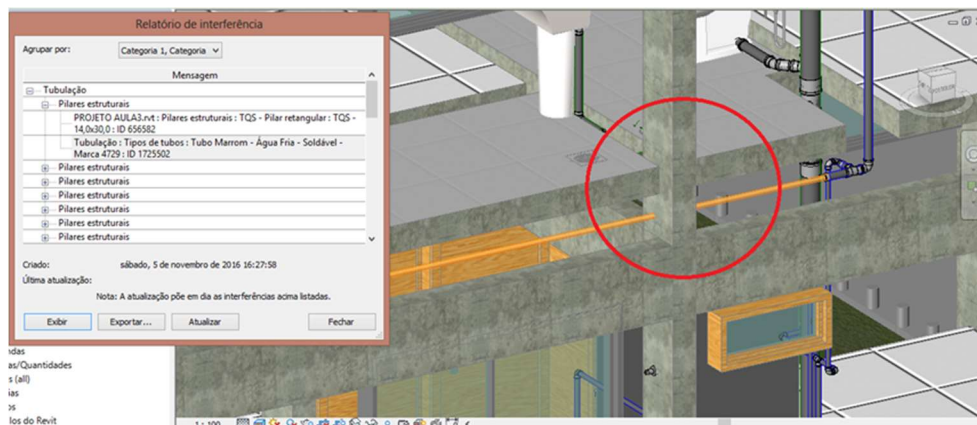 Relatório de interferência
Agrupar por:
Categoria 1, Categoria
Mensagem
Tubulação
Pilares estruturais
PROJETO AULA3.rvt : Pilares estruturais : TQS - Pilar retangular : TQS -
14,0x30,0 : ID 656582
Tubulação : Tipos de tubos : Tubo Marrom - Água Fria - Soldável -
Marca 4729 : ID 1725502
Pilares estruturais
Pilares estruturais
Pilares estruturais
Pilares estruturais
Pilares estruturais
Pilares estruturais
Criado:
sábado, 5 de novembro de 2016 16:27:58
Última atualização:
Nota: A atualização põe em dia as interferências acima listadas.
Exibir
Exportar...
Atualizar
Fechar
ndas
as/Quantidades
s (all)
ias
os
los do Revit
1 : 100